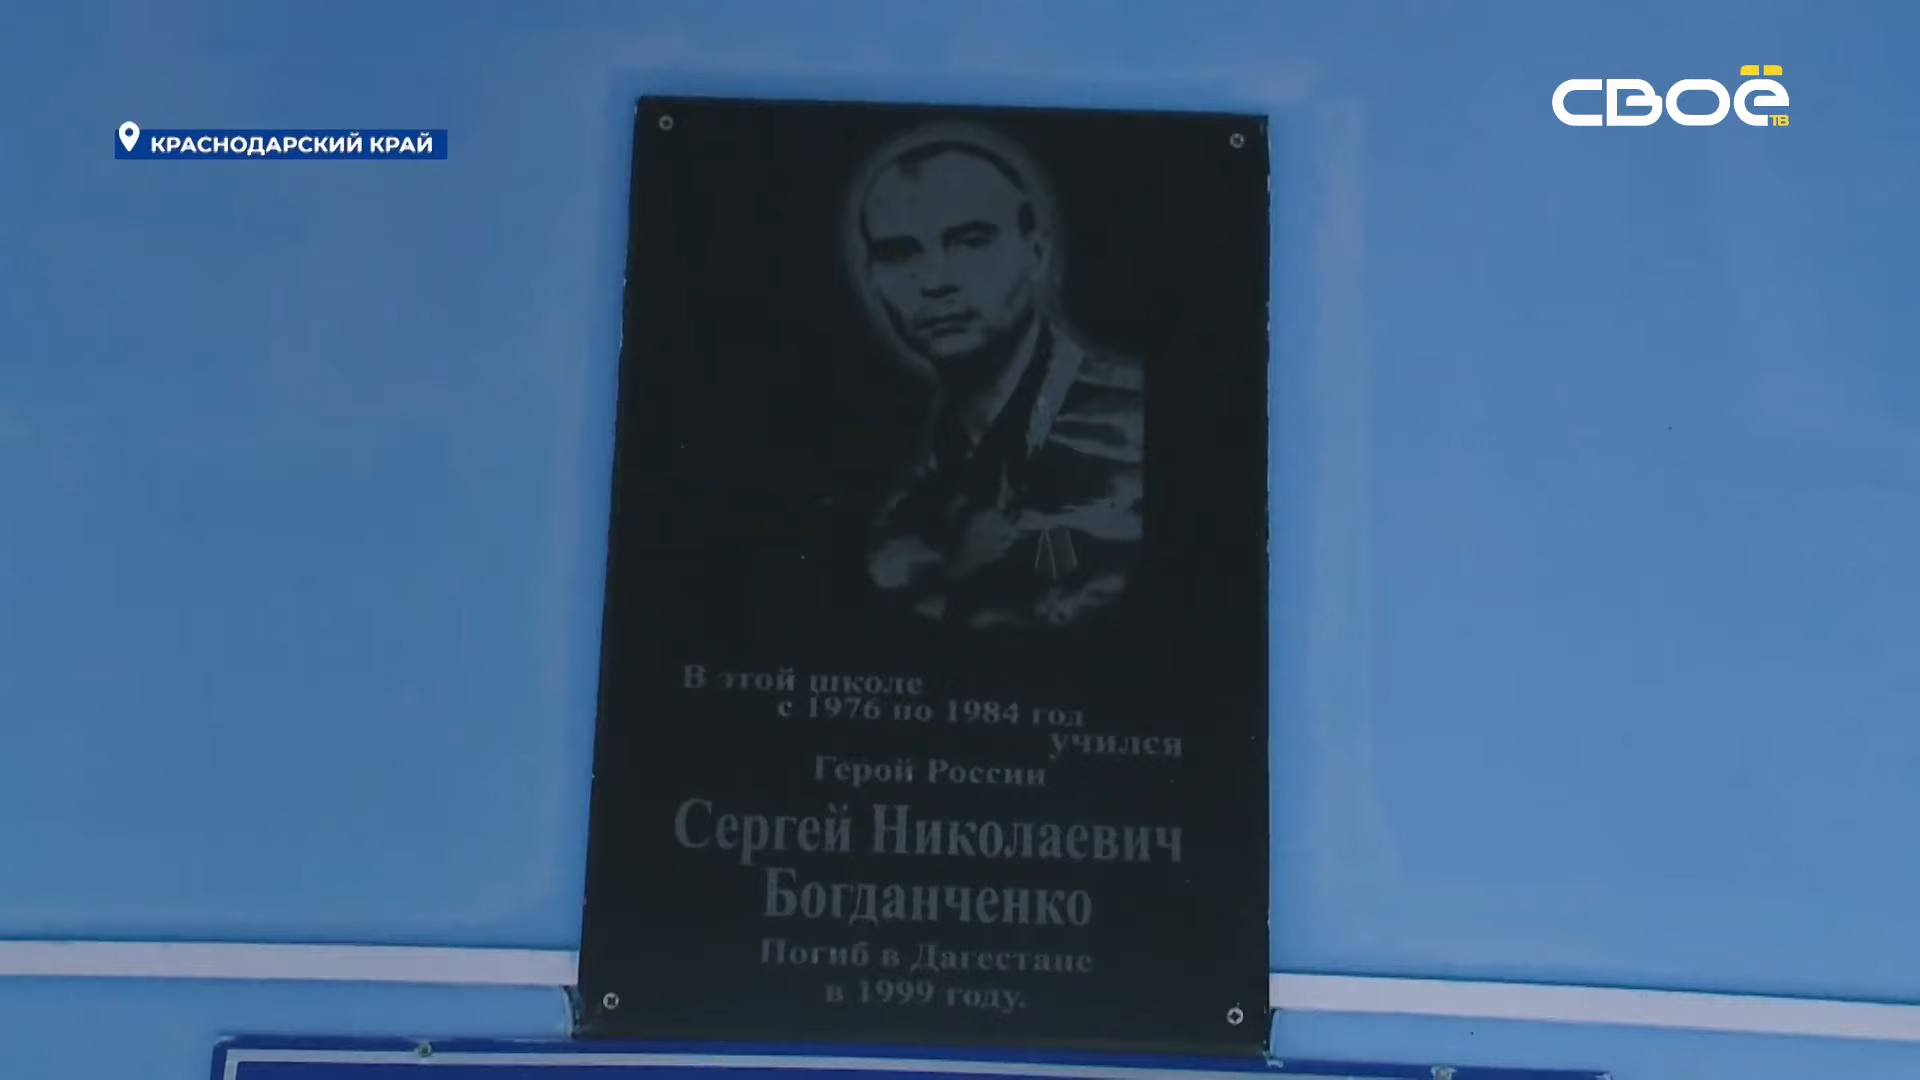 КРАСНОДАРСКИЙ КРАЙ
СВОЁ
ТВ
В этой школе
с 1976 по 1984 год
учился
Герой России
Сергей Николаевич
Богданченко
Погиб в Дагестане
в 1999 году.